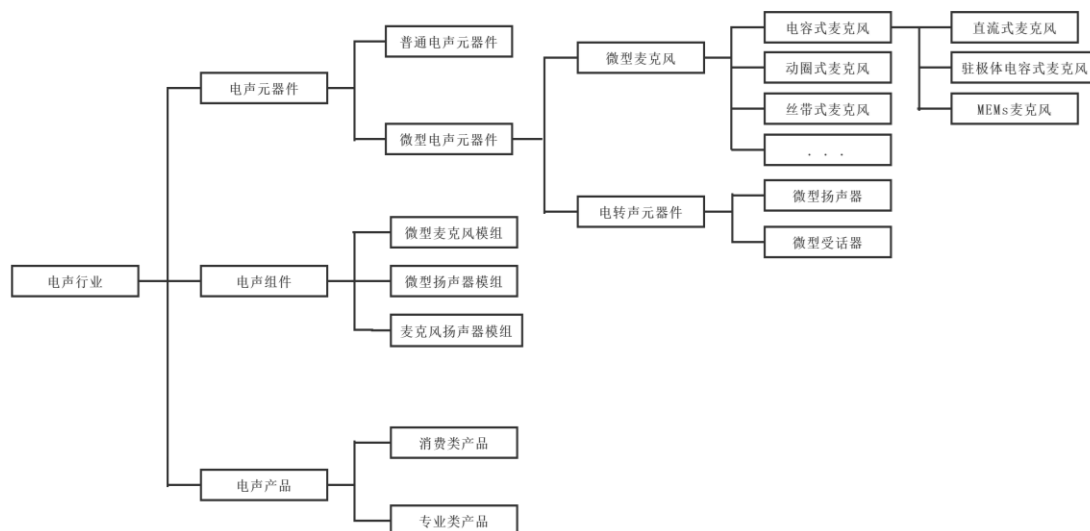 普通电声元器件
微型麦克风
电容式麦克风
直流式麦克风
动圈式麦克风
驻极体电容式麦克风
电声元器件
微型电声元器件
丝带式麦克风
MEMs麦克风
. . .
电转声元器件
微型扬声器
微型受话器
电声行业
电声组件
微型麦克风模组
微型扬声器模组
麦克风扬声器模组
电声产品
消费类产品
专业类产品